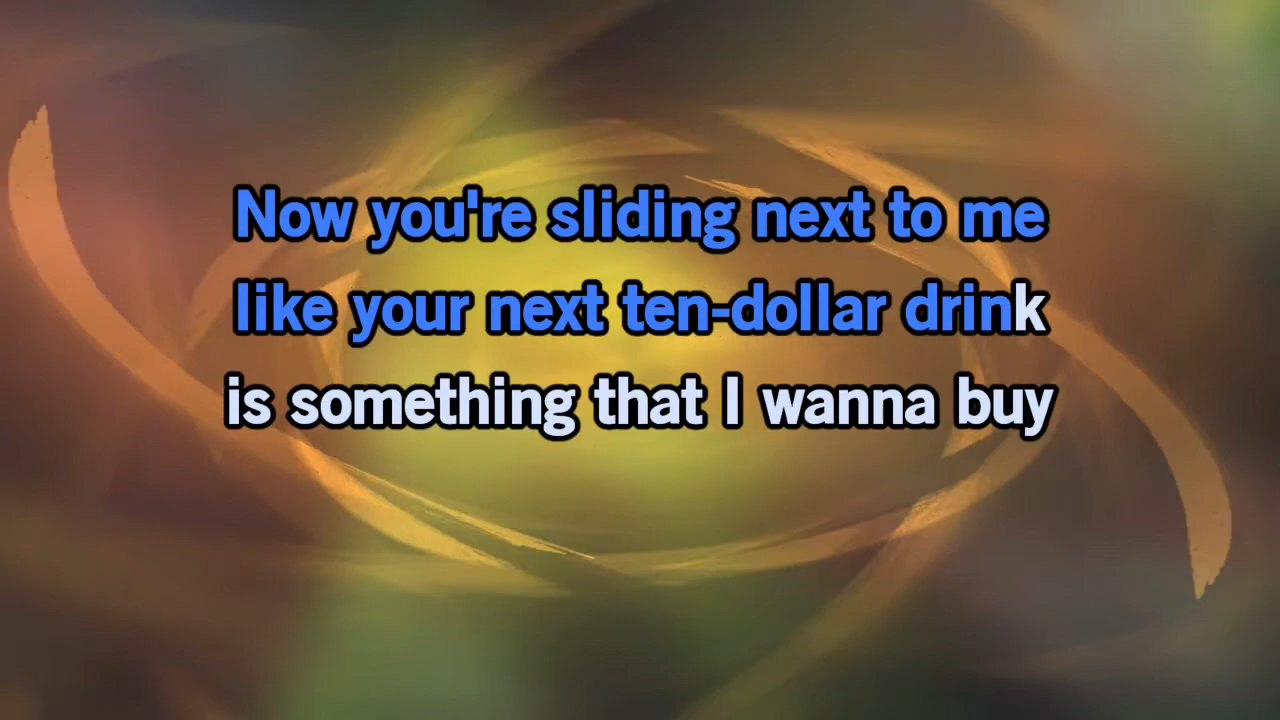 Now you're sliding next to me
like your next ten-dollar drink
is something that I wanna buy